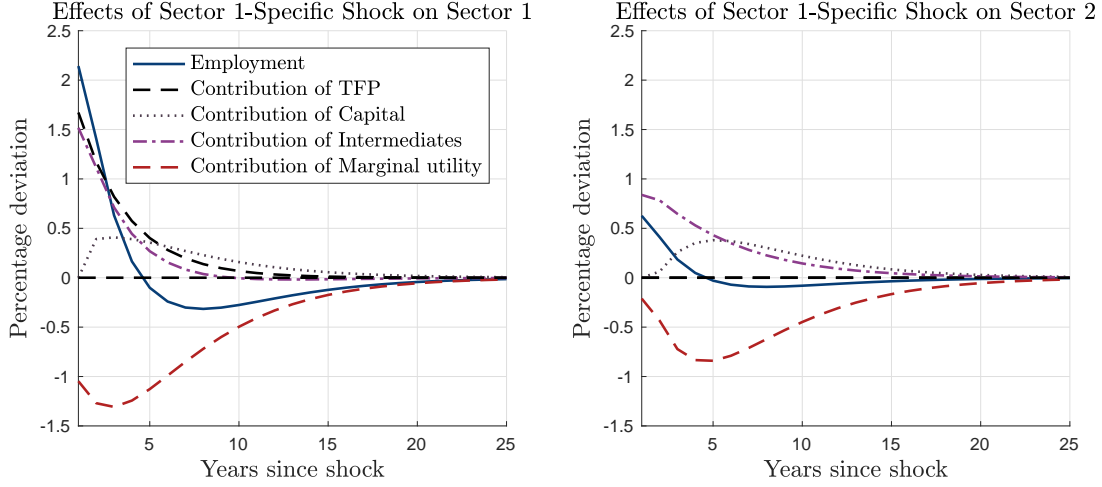 Effects of Sector 1-Specific Shock on Sector 1
2.5
2
1.5
1
0.5
0
-0.5
-1
-1.5
Percentage deviation
Employment
Contribution of TFP
Contribution of Capital
Contribution of Intermediates
Contribution of Marginal utility
5 10 15 20 25
Years since shock
Effects of Sector 1-Specific Shock on Sector 2
2.5
2
1.5
1
0.5
0
-0.5
-1
-1.5
Percentage deviation
5 10 15 20 25
Years since shock